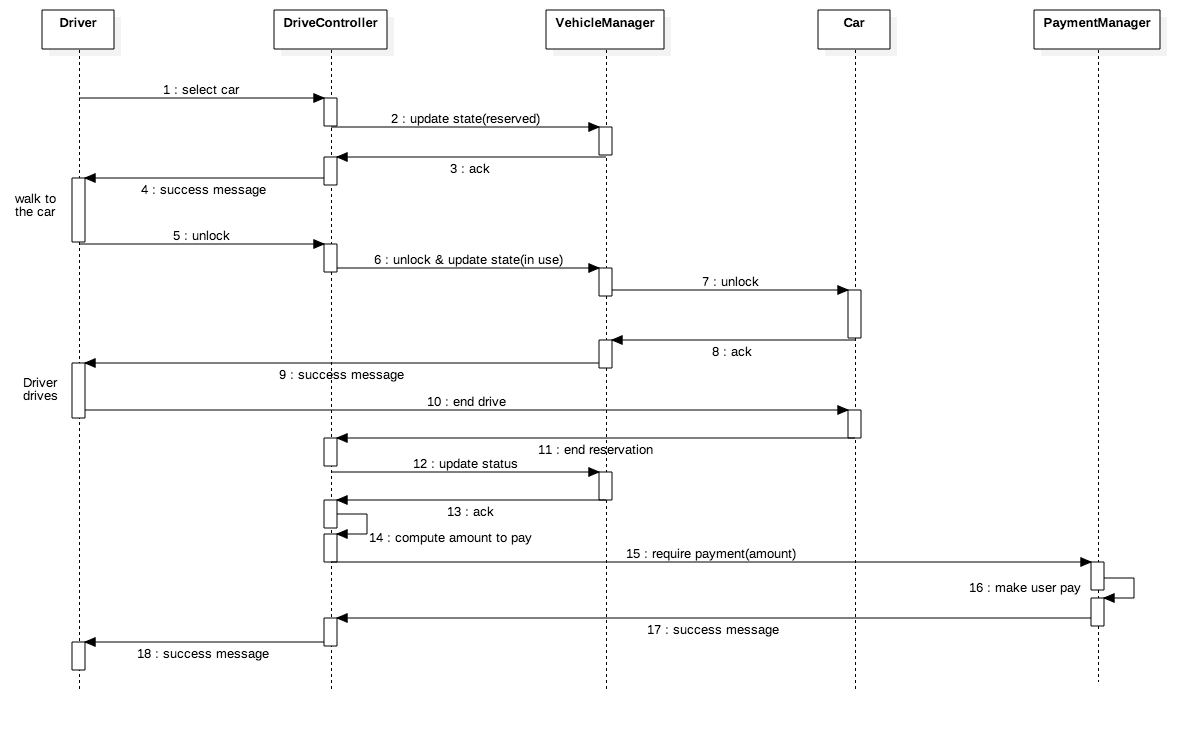 Driver
DriveController
VehicleManager
Car
PaymentManager
1 : select car
2 : update state(reserved)
3 : ack
4 : success message
walk to
the car
5 : unlock
6 : unlock & update state(in use)
7 : unlock
8 : ack
9 : success message
Driver
drives
10 : end drive
11 : end reservation
12 : update status
13 : ack
14 : compute amount to pay
15 : require payment(amount)
16 : make user pay
17 : success message
18 : success message